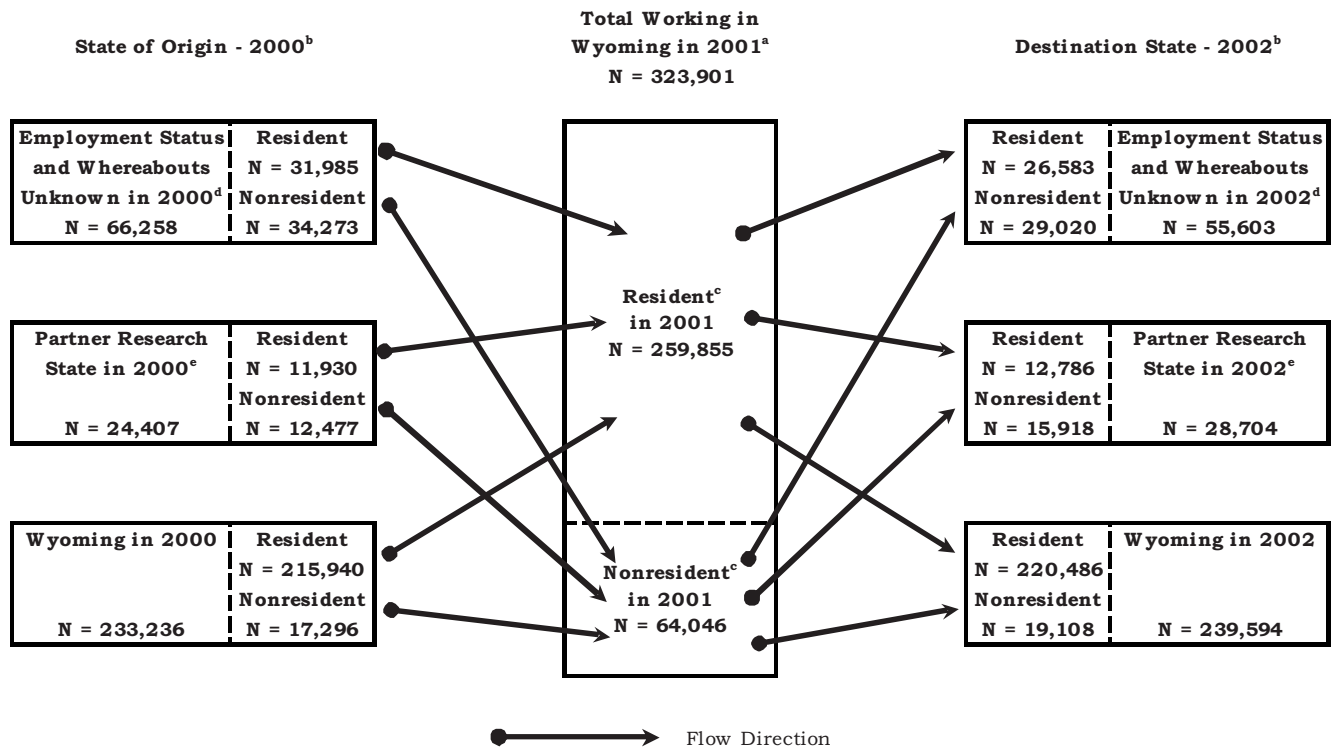 State of Origin - 2000b
Total Working in
Wyoming in 2001a
N = 323,901
Destination State - 2002b
Employment Status
and Whereabouts
Unknown in 2000d
N = 66,258
Resident
N = 31,985
Nonresident
N = 34,273
Partner Research
State in 2000e
N = 24,407
Resident
N = 11,930
Nonresident
N = 12,477
Wyoming in 2000
N = 233,236
Resident
N = 215,940
Nonresident
N = 17,296
Residentc
in 2001
N = 259,855
Nonresidentc
in 2001
N = 64,046
Resident
N = 26,583
Nonresident
N = 29,020
Employment Status
and Whereabouts
Unknown in 2002d
N = 55,603
Resident
N = 12,786
Nonresident
N = 15,918
Partner Research
State in 2002e
N = 28,704
Resident
N = 220,486
Nonresident
N = 19,108
Wyoming in 2002
N = 239,594
Flow Direction